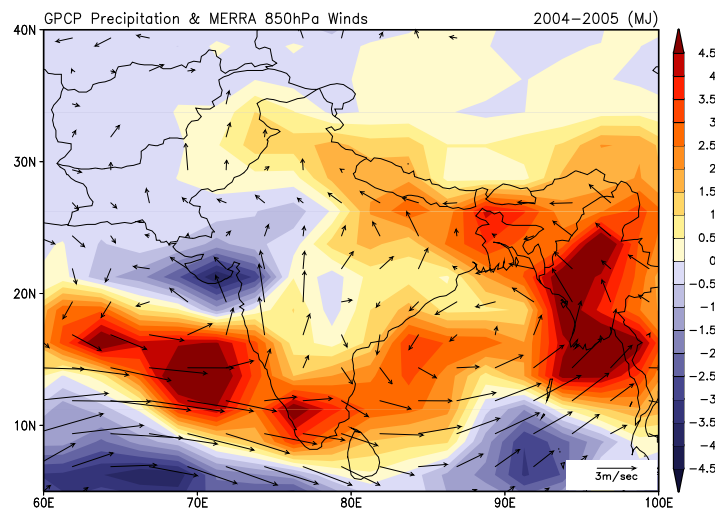 GPCP Precipitation & MERRA 850hPa Winds 2004−2005 (MJ)
40N
30N
20N
10N
60E 70E 80E 90E 100E
3m/sec
4.5
4
3.5
3
2.5
2
1.5
1
0.5
0
−0.5
−1
−1.5
−2
−2.5
−3
−3.5
−4
−4.5